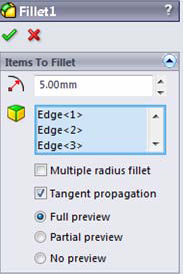 Fillet1
?
Items To Fillet
5.00mm
Edge<1>
Edge<2>
Edge<3>
Multiple radius fillet
Tangent propagation
Full preview
Partial preview
No preview